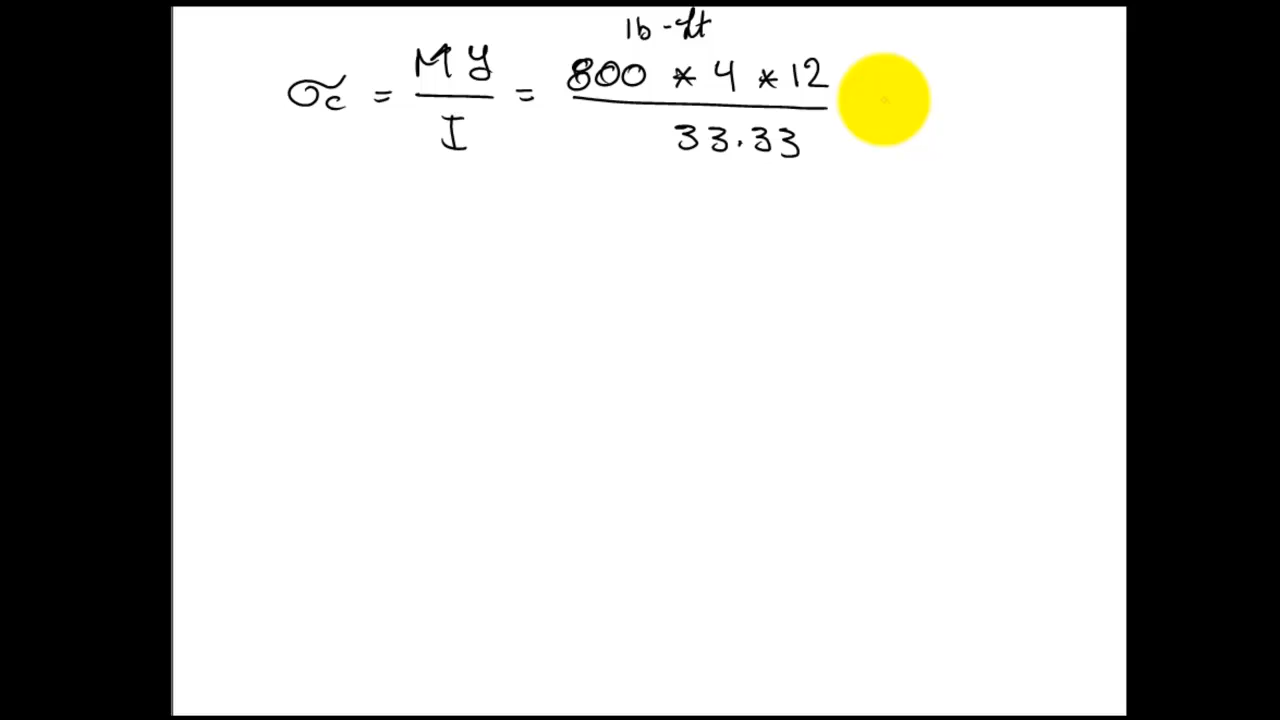 lb-ft
σc = MY/I = 800 * 4 * 12 / 33.33